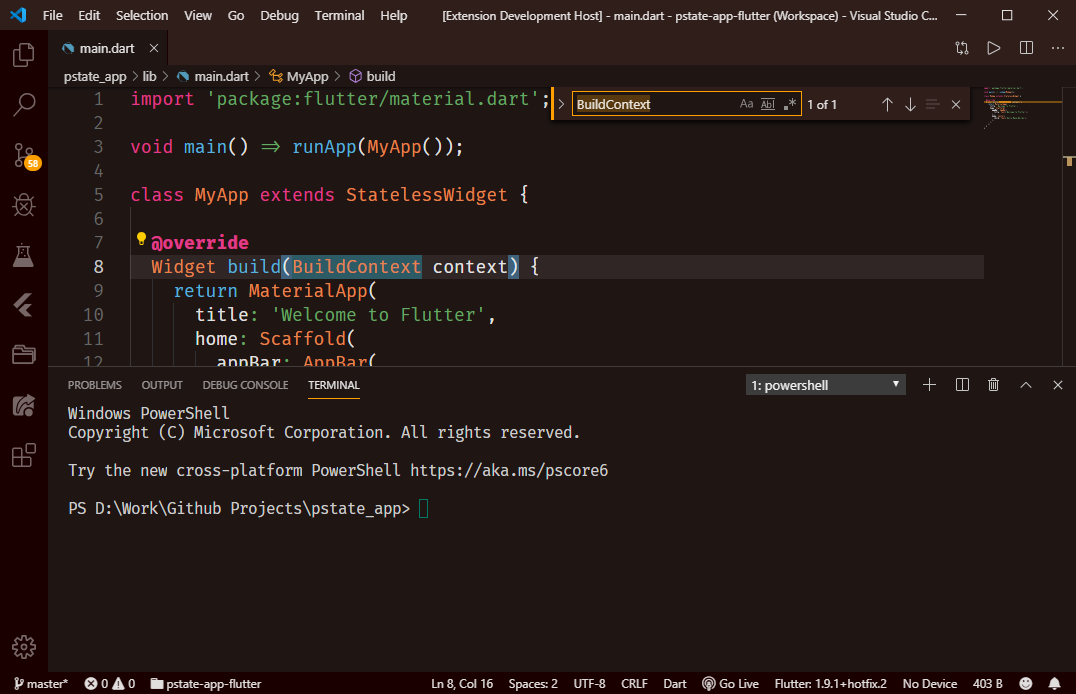 File Edit Selection View Go Debug Terminal Help [Extension Development Host] - main.dart - pstate-app-flutter (Workspace) - Visual Studio C...
main.dart
pstate_app > lib > main.dart > MyApp > build
BuildContext Aa Abl .* 1 of 1
1 import 'package:flutter/material.dart';
2
3 void main() => runApp(MyApp());
4
5 class MyApp extends StatelessWidget {
6
7 @override
8 Widget build(BuildContext context) {
9 return MaterialApp(
10 title: 'Welcome to Flutter',
11 home: Scaffold(
12 appBar: AppBar(
58
PROBLEMS OUTPUT DEBUG CONSOLE TERMINAL 1: powershell
Windows PowerShell
Copyright (C) Microsoft Corporation. All rights reserved.
Try the new cross-platform PowerShell https://aka.ms/pscore6
PS D:\Work\Github Projects\pstate_app>
master* 0 0 pstate-app-flutter Ln 8, Col 16 Spaces: 2 UTF-8 CRLF Dart Go Live Flutter: 1.9.1+hotfix.2 No Device 403 B